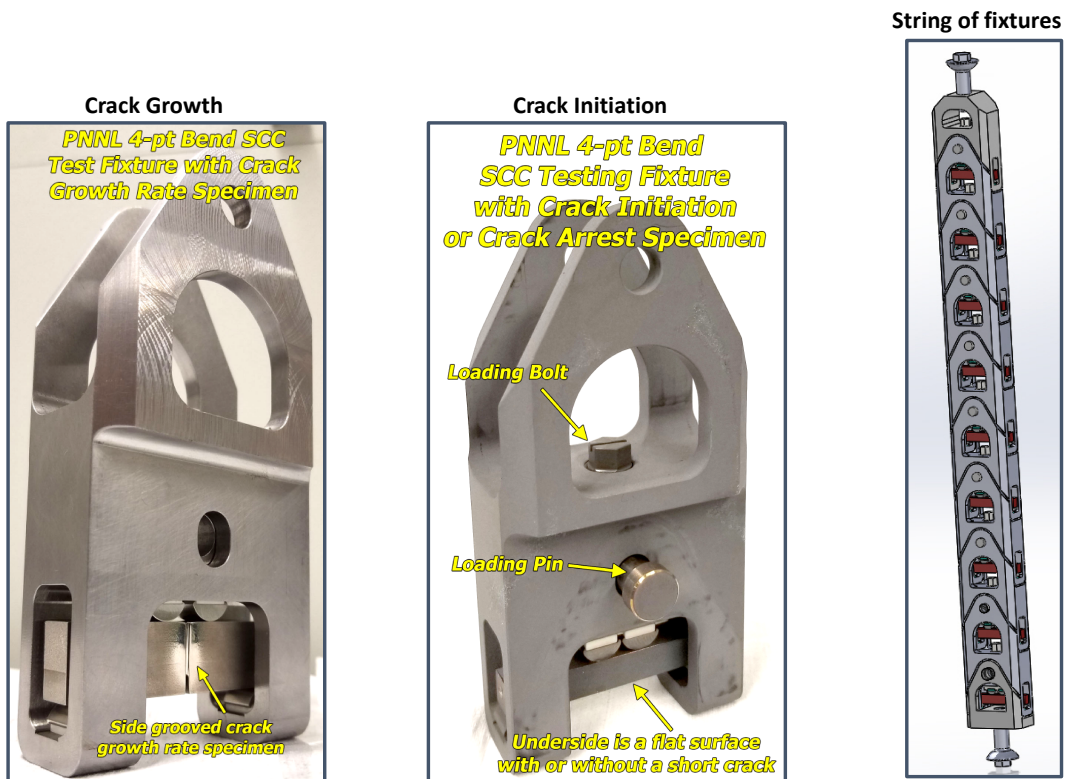 String of fixtures
Crack Growth
PNNL 4-pt Bend SCC
Test Fixture with Crack
Growth Rate Specimen
Side grooved crack
growth rate specimen
Crack Initiation
PNNL 4-pt Bend
SCC Testing Fixture
with Crack Initiation
or Crack Arrest Specimen
Loading Bolt
Loading Pin
Underside is a flat surface
with or without a short crack